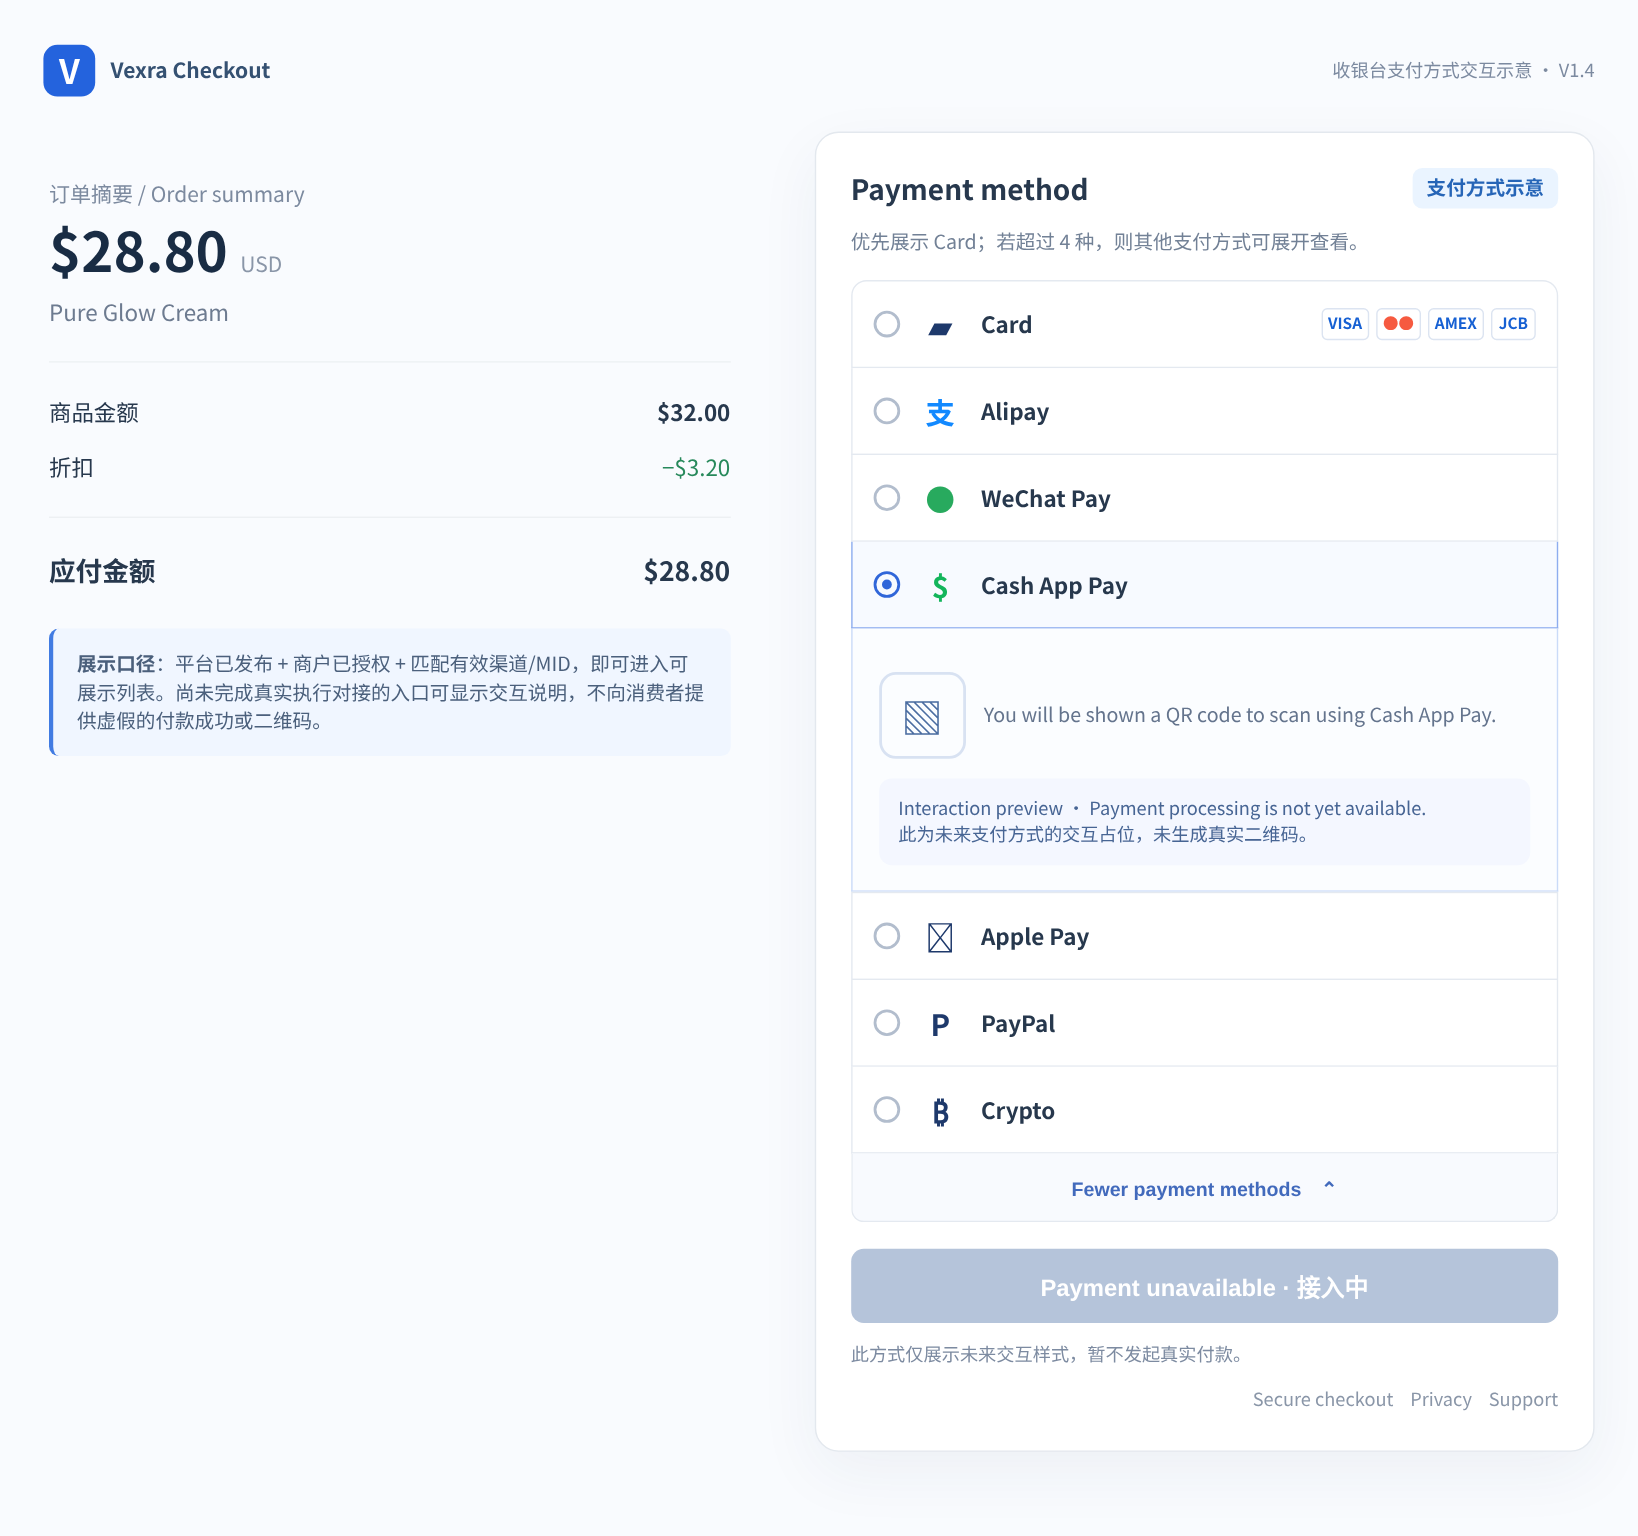 V Vexra Checkout
收银台支付方式交互示意 · V1.4
订单摘要 / Order summary
$28.80 USD
Pure Glow Cream
商品金额 $32.00
折扣 −$3.20
应付金额 $28.80
展示口径：平台已发布 + 商户已授权 + 匹配有效渠道/MID，即可进入可
展示列表。尚未完成真实执行对接的入口可显示交互说明，不向消费者提
供虚假的付款成功或二维码。
Payment method
支付方式示意
优先展示 Card；若超过 4 种，则其他支付方式可展开查看。
Card VISA AMEX JCB
支 Alipay
WeChat Pay
$ Cash App Pay
You will be shown a QR code to scan using Cash App Pay.
Interaction preview · Payment processing is not yet available.
此为未来支付方式的交互占位，未生成真实二维码。
Apple Pay
P PayPal
₿ Crypto
Fewer payment methods
Payment unavailable · 接入中
此方式仅展示未来交互样式，暂不发起真实付款。
Secure checkout Privacy Support